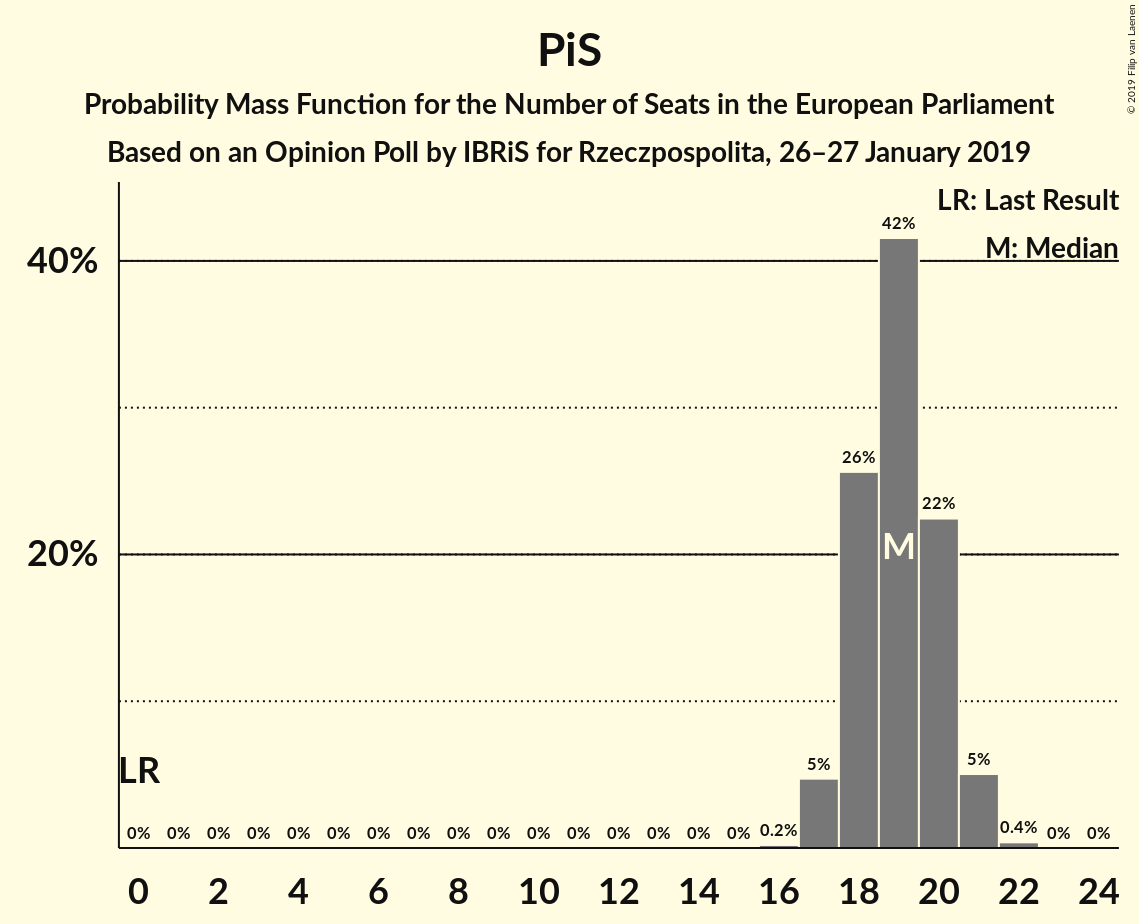 PiS
Probability Mass Function for the Number of Seats in the European Parliament
Based on an Opinion Poll by IBRiS for Rzeczpospolita, 26–27 January 2019
© 2019 Filip van Laenen
LR: Last Result
M: Median
40%
20%
42%
26%
22%
M
LR
5%
5%
0% 0% 0% 0% 0% 0% 0% 0% 0% 0% 0% 0% 0% 0% 0% 0% 0.2% 0.4% 0% 0%
0 2 4 6 8 10 12 14 16 18 20 22 24